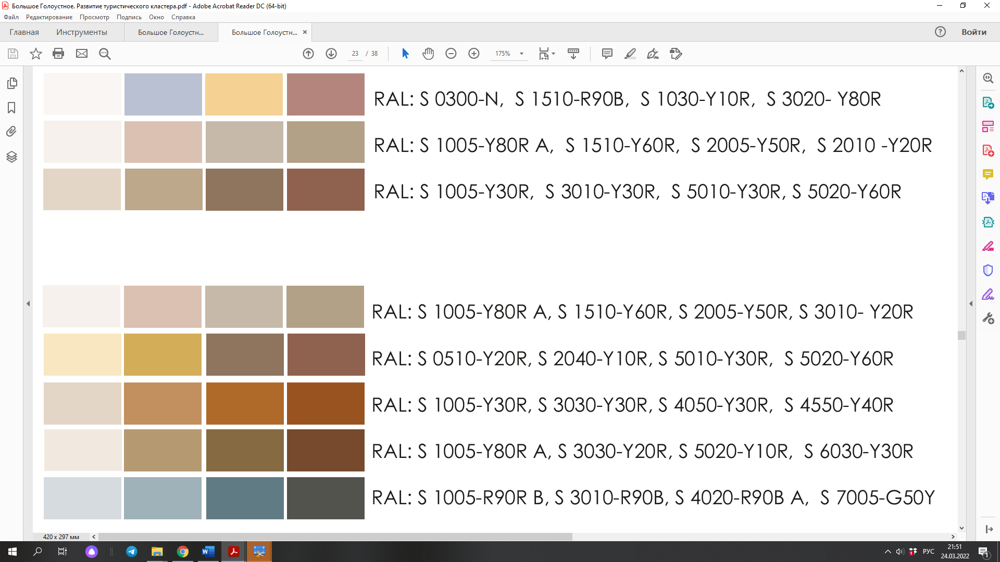 Большое Голоустное. Развитие туристического кластера.pdf - Adobe Acrobat Reader DC (64-bit)
Файл Редактирование Просмотр Подпись Окно Справка
Главная Инструменты Большое Голоустн... Большое Голоустн... × Войти
23 / 38 175%
RAL: S 0300-N, S 1510-R90B, S 1030-Y10R, S 3020- Y80R
RAL: S 1005-Y80R A, S 1510-Y60R, S 2005-Y50R, S 2010 -Y20R
RAL: S 1005-Y30R, S 3010-Y30R, S 5010-Y30R, S 5020-Y60R
RAL: S 1005-Y80R A, S 1510-Y60R, S 2005-Y50R, S 3010- Y20R
RAL: S 0510-Y20R, S 2040-Y10R, S 5010-Y30R, S 5020-Y60R
RAL: S 1005-Y30R, S 3030-Y30R, S 4050-Y30R, S 4550-Y40R
RAL: S 1005-Y80R A, S 3030-Y20R, S 5020-Y10R, S 6030-Y30R
RAL: S 1005-R90R B, S 3010-R90B, S 4020-R90B A, S 7005-G50Y
420 x 297 мм
РУС
21:51
24.03.2022